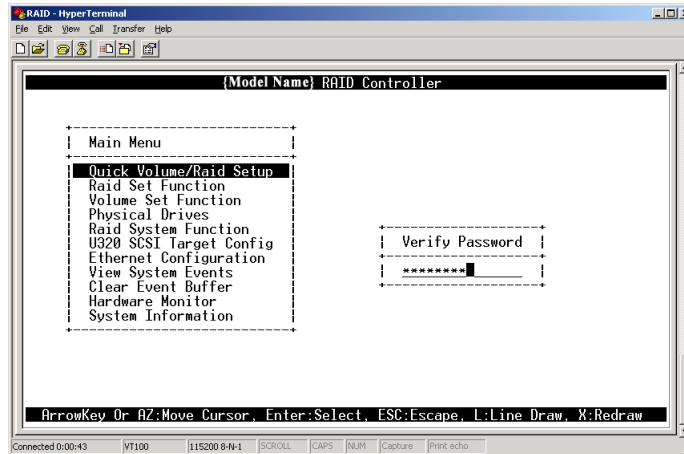 RAID - HyperTerminal
File Edit View Call Transfer Help
{Model Name} RAID Controller
Main Menu
Quick Volume/Raid Setup
Raid Set Function
Volume Set Function
Physical Drives
Raid System Function
U320 SCSI Target Config
Ethernet Configuration
View System Events
Clear Event Buffer
Hardware Monitor
System Information
Verify Password
********
ArrowKey Or AZ:Move Cursor, Enter:Select, ESC:Escape, L:Line Draw, X:Redraw
Connected 0:00:43 VT100 115200 8-N-1 SCROLL CAPS NUM Capture Print echo